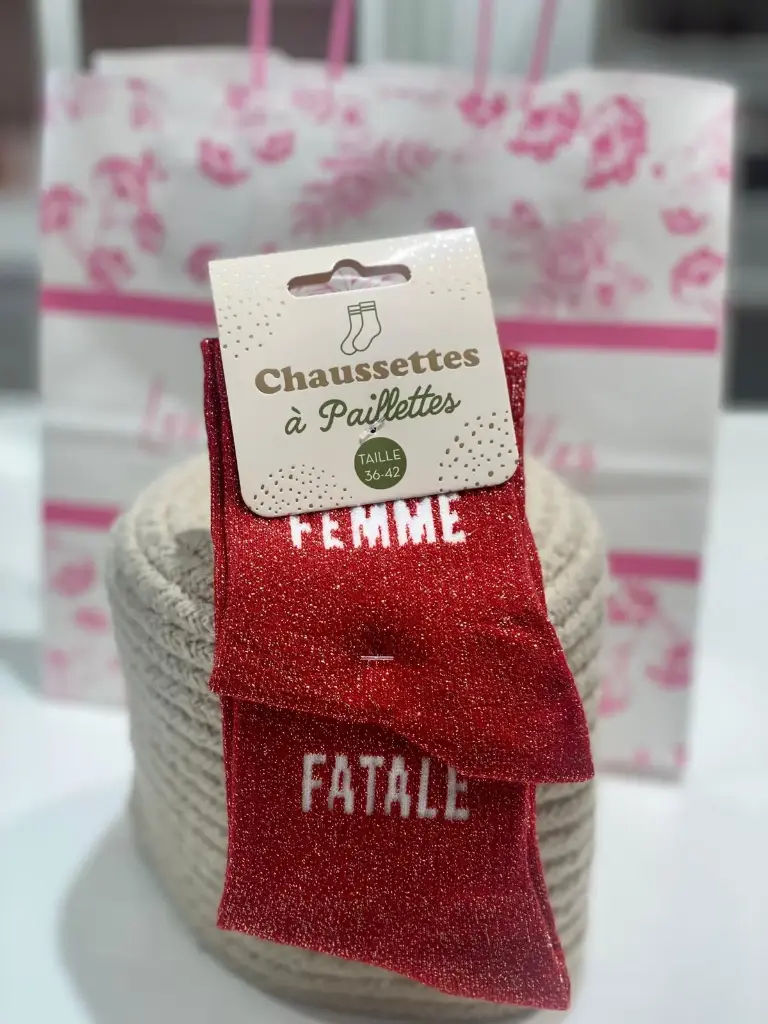 Chaussettes
à Paillettes
TAILLE
36-42
FEMME
FATALE